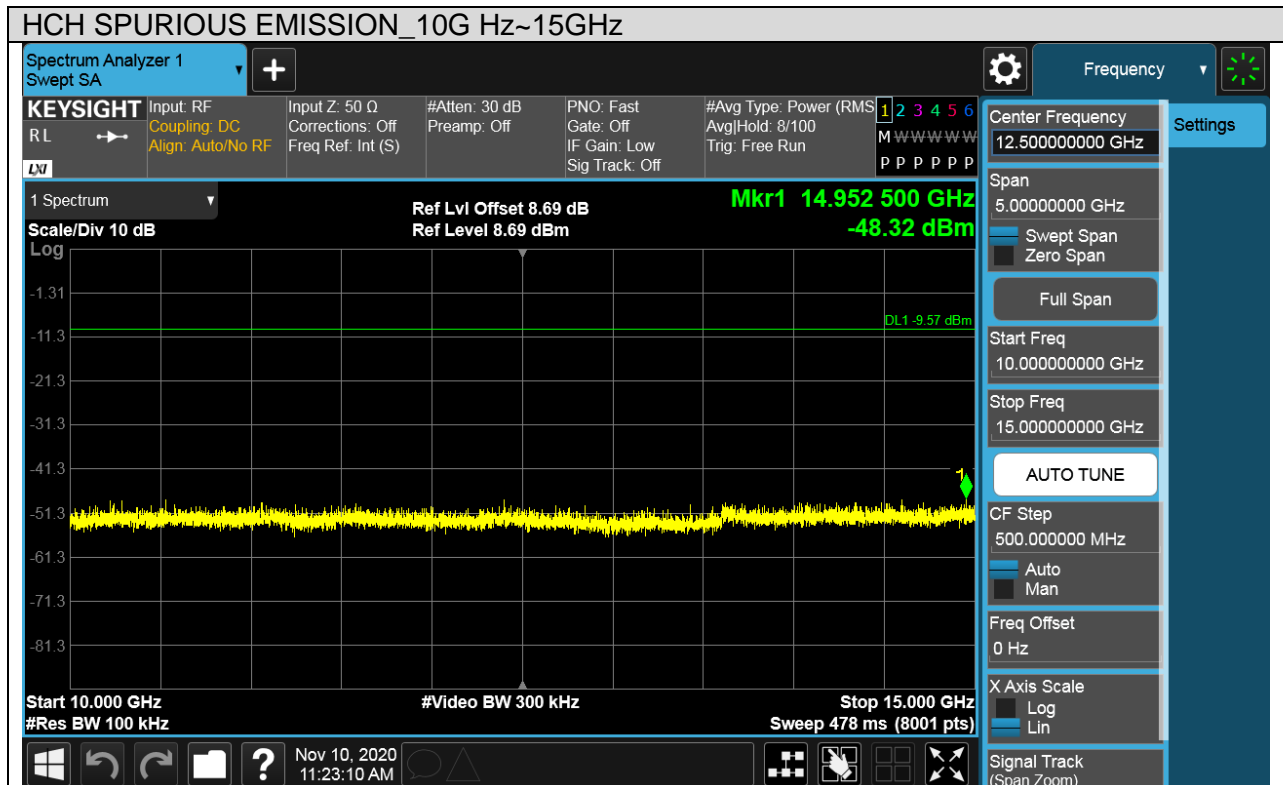 HCH SPURIOUS EMISSION_10G Hz~15GHz
Spectrum Analyzer 1
Swept SA
Frequency
KEYSIGHT
R L
LXI
Input: RF
Coupling: DC
Align: Auto/No RF
Input Z: 50 Ω
Corrections: Off
Freq Ref: Int (S)
#Atten: 30 dB
Preamp: Off
PNO: Fast
Gate: Off
IF Gain: Low
Sig Track: Off
#Avg Type: Power (RMS
Avg|Hold: 8/100
Trig: Free Run
1 2 3 4 5 6
M W W W W W
P P P P P P
1 Spectrum
Scale/Div 10 dB
Ref Lvl Offset 8.69 dB
Ref Level 8.69 dBm
Mkr1 14.952 500 GHz
-48.32 dBm
Log
-1.31
DL1 -9.57 dBm
-11.3
-21.3
-31.3
-41.3
1
-51.3
-61.3
-71.3
-81.3
Start 10.000 GHz
#Video BW 300 kHz
Stop 15.000 GHz
#Res BW 100 kHz
Sweep 478 ms (8001 pts)
?
Nov 10, 2020
11:23:10 AM
Center Frequency
12.500000000 GHz
Settings
Span
5.00000000 GHz
Swept Span
Zero Span
Full Span
Start Freq
10.000000000 GHz
Stop Freq
15.000000000 GHz
AUTO TUNE
CF Step
500.000000 MHz
Auto
Man
Freq Offset
0 Hz
X Axis Scale
Log
Lin
Signal Track
(Span Zoom)